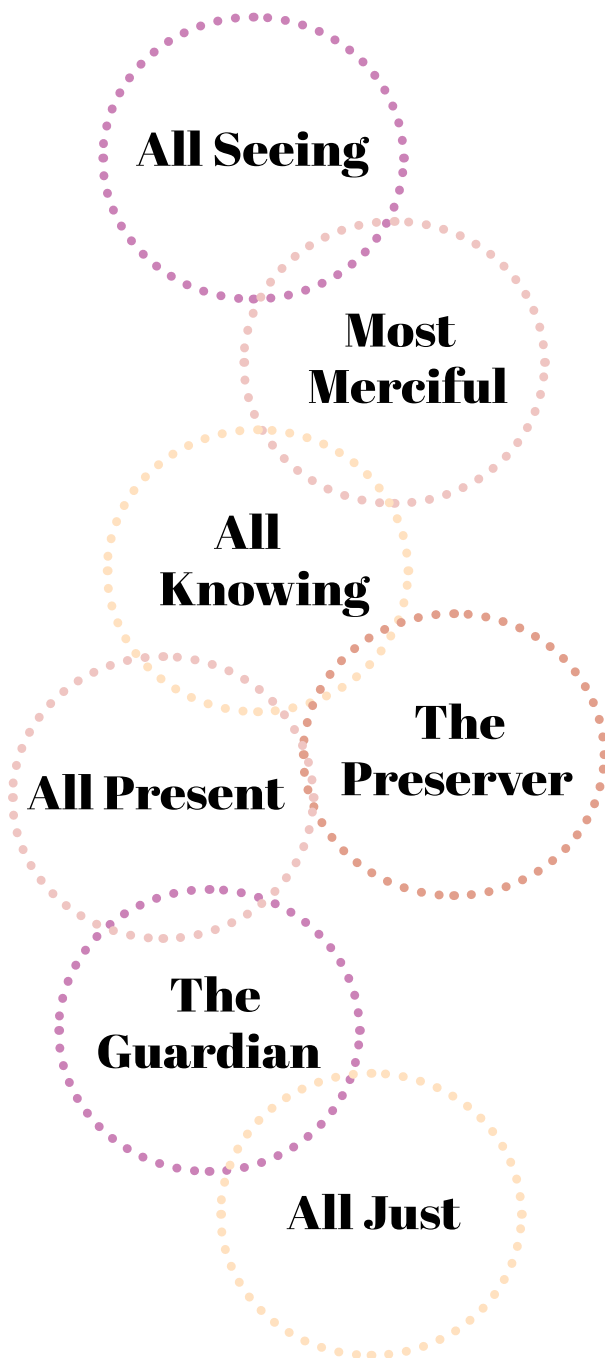 All Seeing
Most
Merciful
All
Knowing
The
Preserver
All Present
The
Guardian
All Just